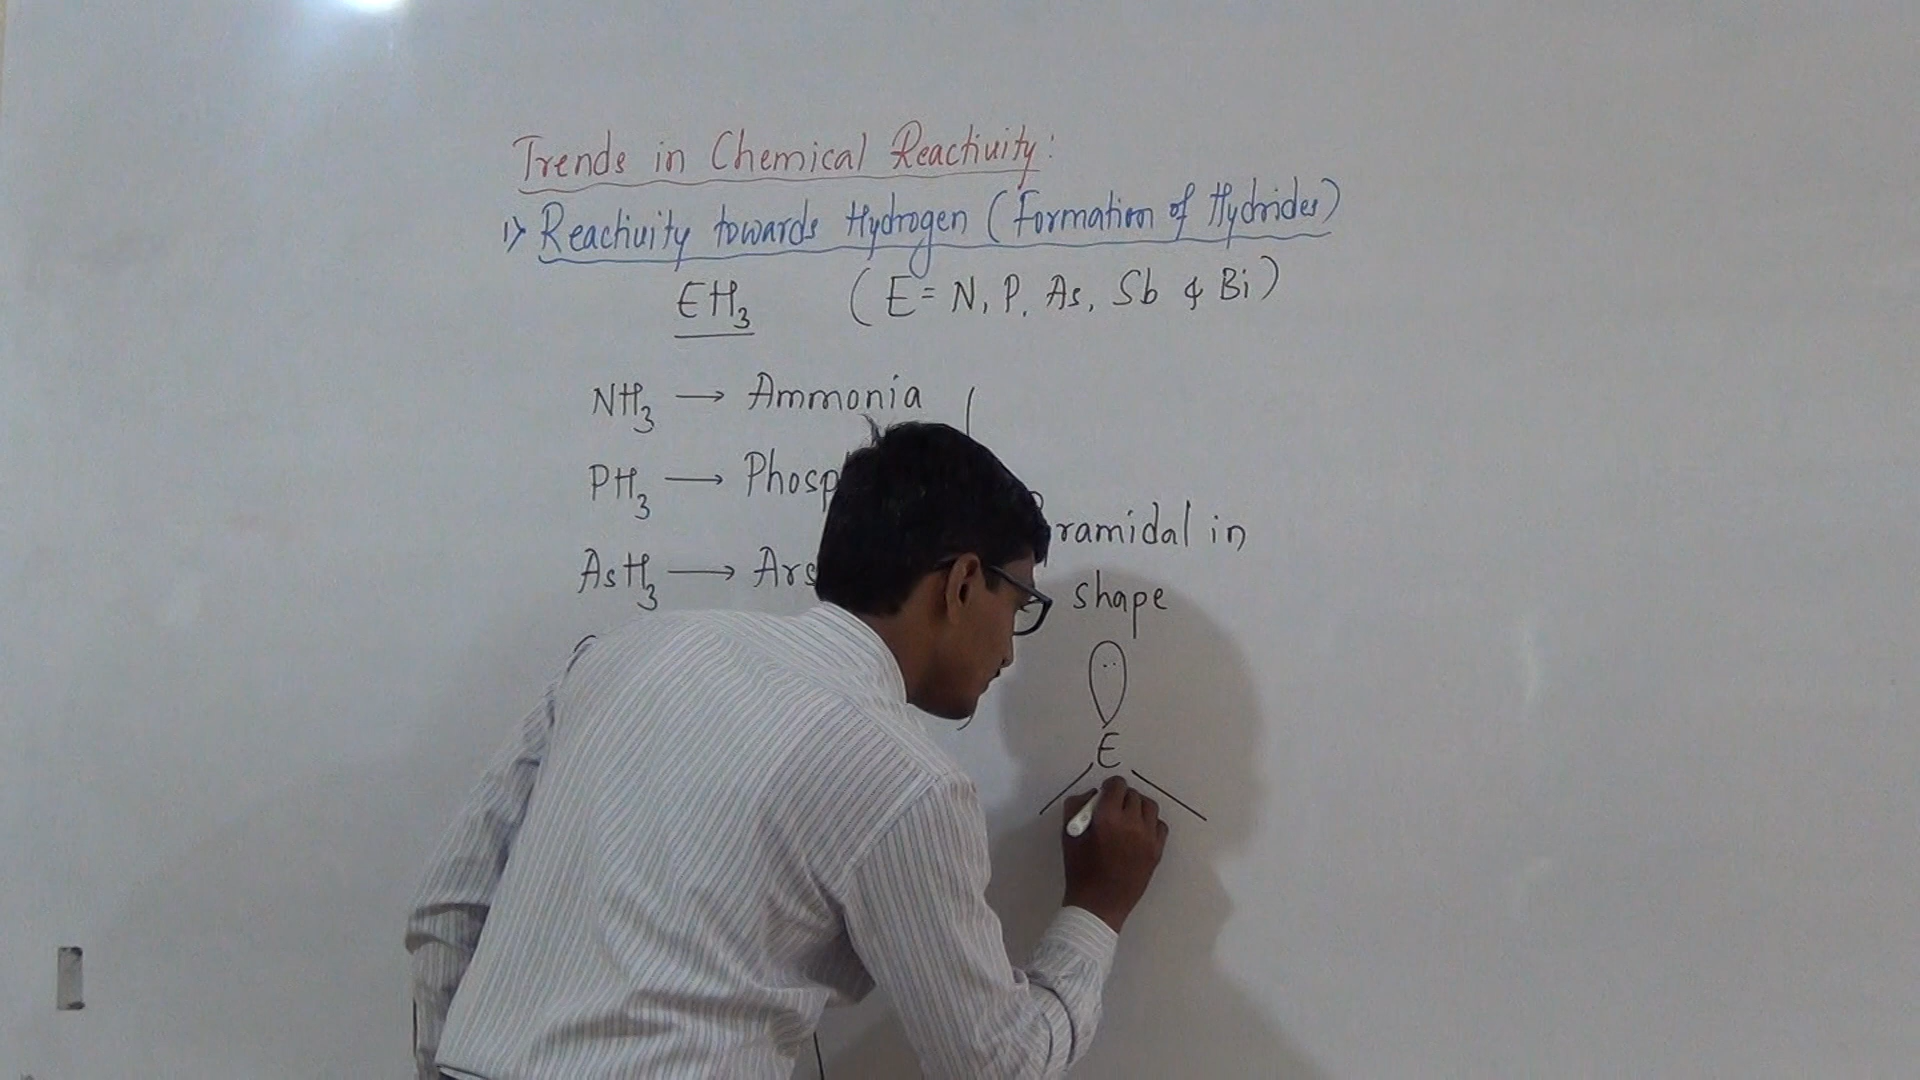 Trends in Chemical Reactivity:
1) Reactivity towards Hydrogen (Formation of Hydrides)
EH₃ (E = N, P, As, Sb & Bi)
NH₃ → Ammonia
PH₃ → Phosp
AsH₃ → Ars
ramidal in
shape
E